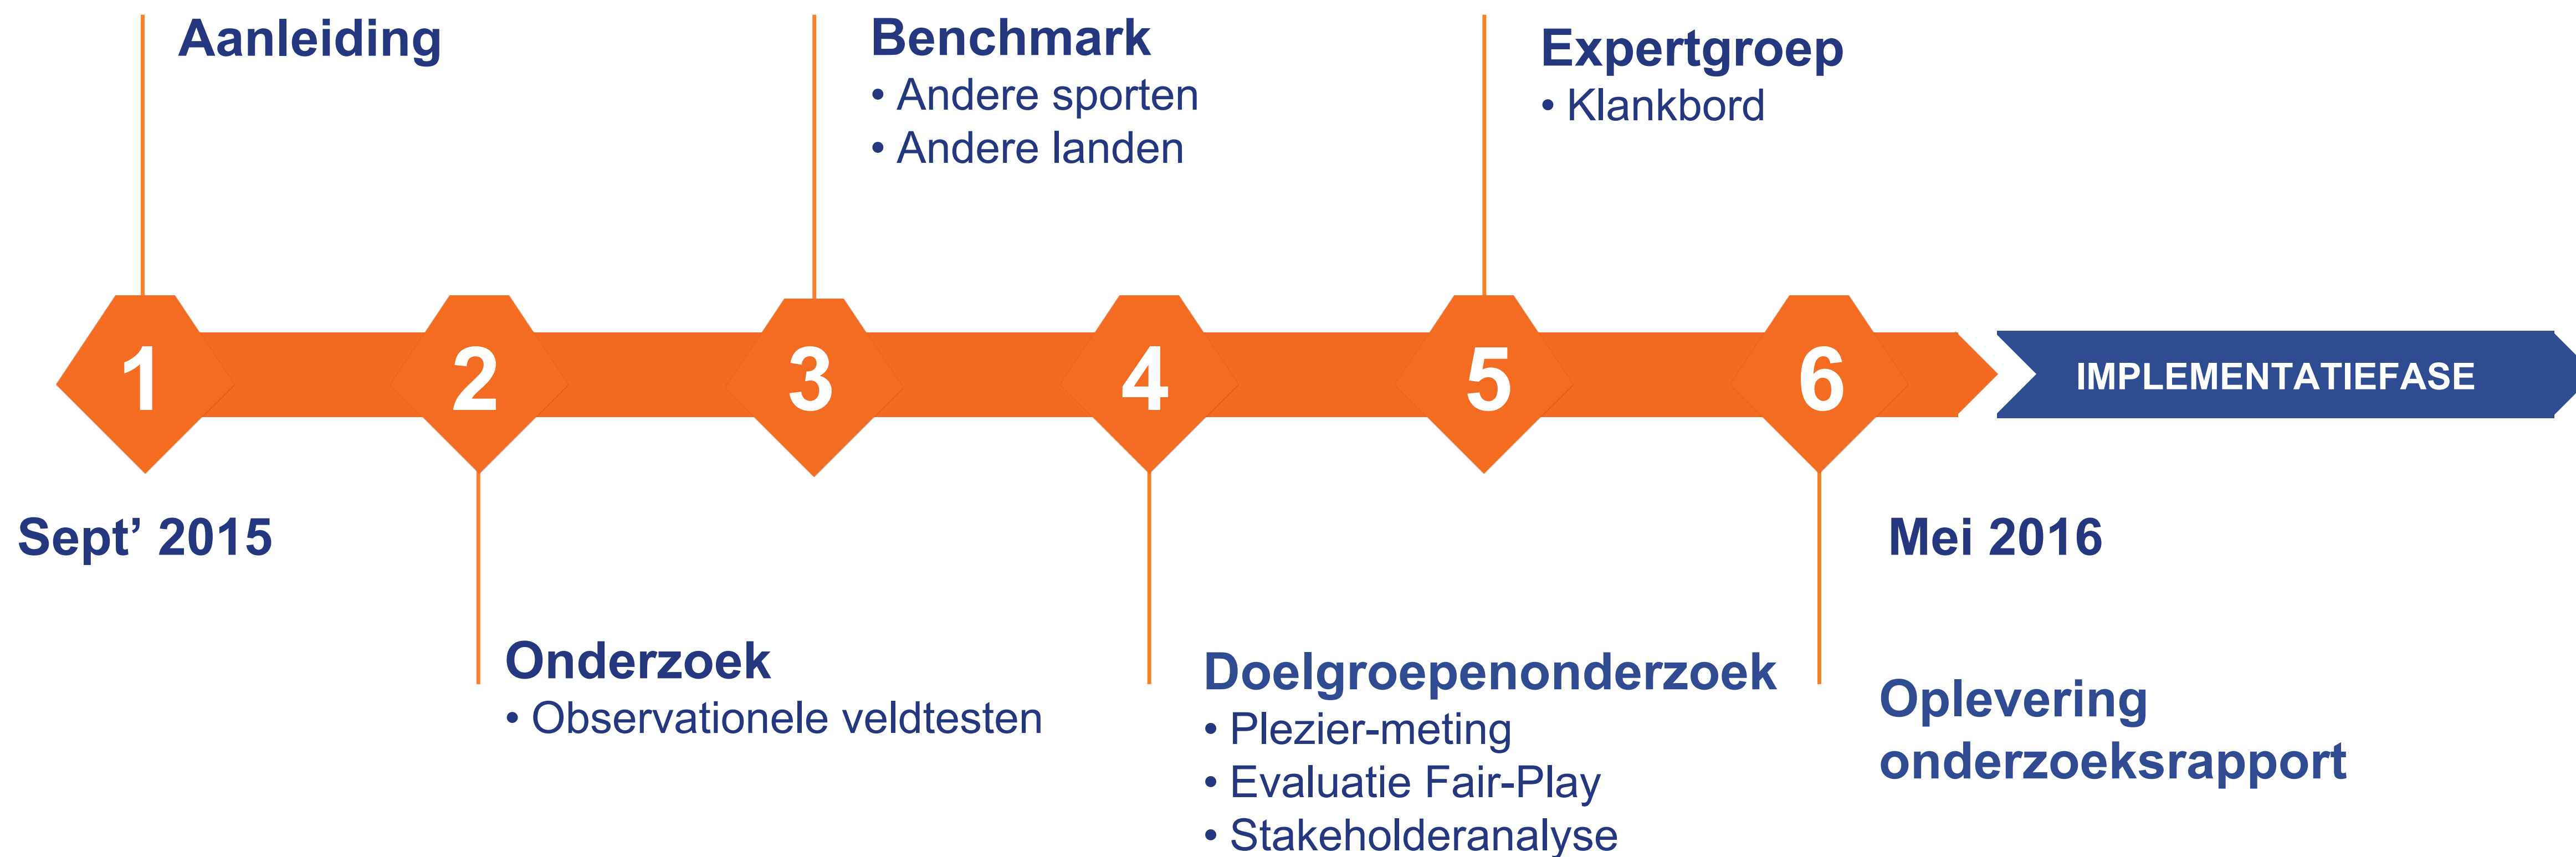 Aanleiding
Benchmark
• Andere sporten
• Andere landen
Expertgroep
• Klankbord
1
2
3
4
5
6
IMPLEMENTATIEFASE
Sept’ 2015
Mei 2016
Onderzoek
• Observationele veldtesten
Doelgroepenonderzoek
• Plezier-meting
• Evaluatie Fair-Play
• Stakeholderanalyse
Oplevering
onderzoeksrapport